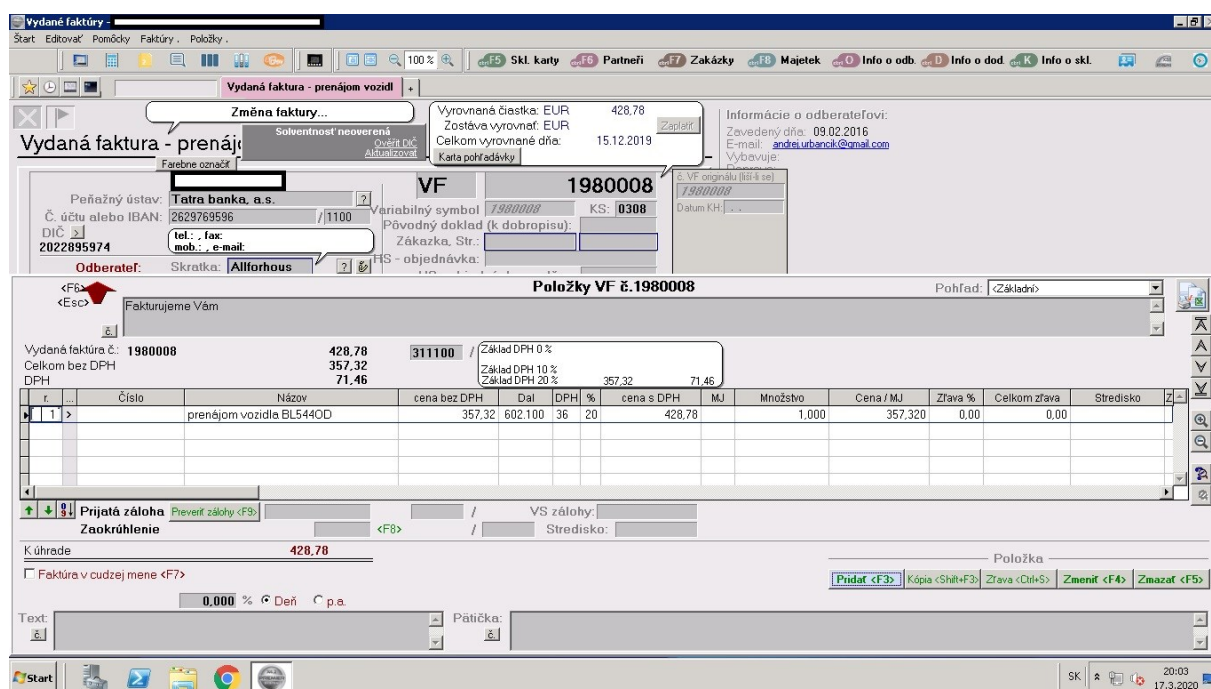 Vydané faktúry -
Štart Editovať Pomôcky Faktúry . Položky .
100 % F5 Skl. karty F6 Partneři F7 Zakázky F8 Majetek O Info o odb. D Info o dod. K Info o skl.
Vydaná faktura - prenájom vozidl +
Změna faktury...
Solventnosť neoverená
Ověřit DIČ
Aktualizovat
Vyrovnaná čiastka: EUR 428,78
Zostáva vyrovnať: EUR Zaplatiť
Celkom vyrovnané dňa: 15.12.2019
Karta pohľadávky
Informácie o odberateľovi:
Zavedený dňa: 09.02.2016
E-mail: andrei.urbancik@gmail.com
Vybavuje:
Vydaná faktura - prenáj
Farebne označiť
VF 1980008
č. VF originálu (líší-li se)
1980008
Peňažný ústav: Tatra banka, a.s. ?
Variabilný symbol 1980008 KS: 0308
Datum KH: . .
Č. účtu alebo IBAN: 2629769596 / 1100
Pôvodný doklad (k dobropisu):
DIČ >
2022895974
tel.: , fax:
mob.: , e-mail:
Zákazka, Str.:
HS - objednávka:
Odberateľ: Skratka: Allforhous ?
<F6>
<Esc>
Položky VF č.1980008
Pohľad: <Základní>
Fakturujeme Vám
č.
Vydaná faktúra č.: 1980008 428,78 311100 /
Celkom bez DPH 357,32
DPH 71,46
Základ DPH 0 %
Základ DPH 10 %
Základ DPH 20 % 357,32 71,46
r. ... Číslo Názov cena bez DPH Dal DPH % cena s DPH MJ Množstvo Cena / MJ Zľava % Celkom zľava Stredisko Z
1 > prenájom vozidla BL544OD 357,32 602.100 36 20 428,78 1,000 357,320 0,00 0,00
Prijatá záloha Preveriť zálohy <F9> / VS zálohy:
Zaokrúhlenie <F8> / Stredisko:
K úhrade 428,78
Položka
Faktúra v cudzej mene <F7>
Pridať <F3> Kópia <Shift+F3> Zľava <Ctrl+S> Zmeniť <F4> Zmazať <F5>
0,000 % Deň p.a.
Text: Pätička:
č. č.
Start SK 20:03
17.3.2020